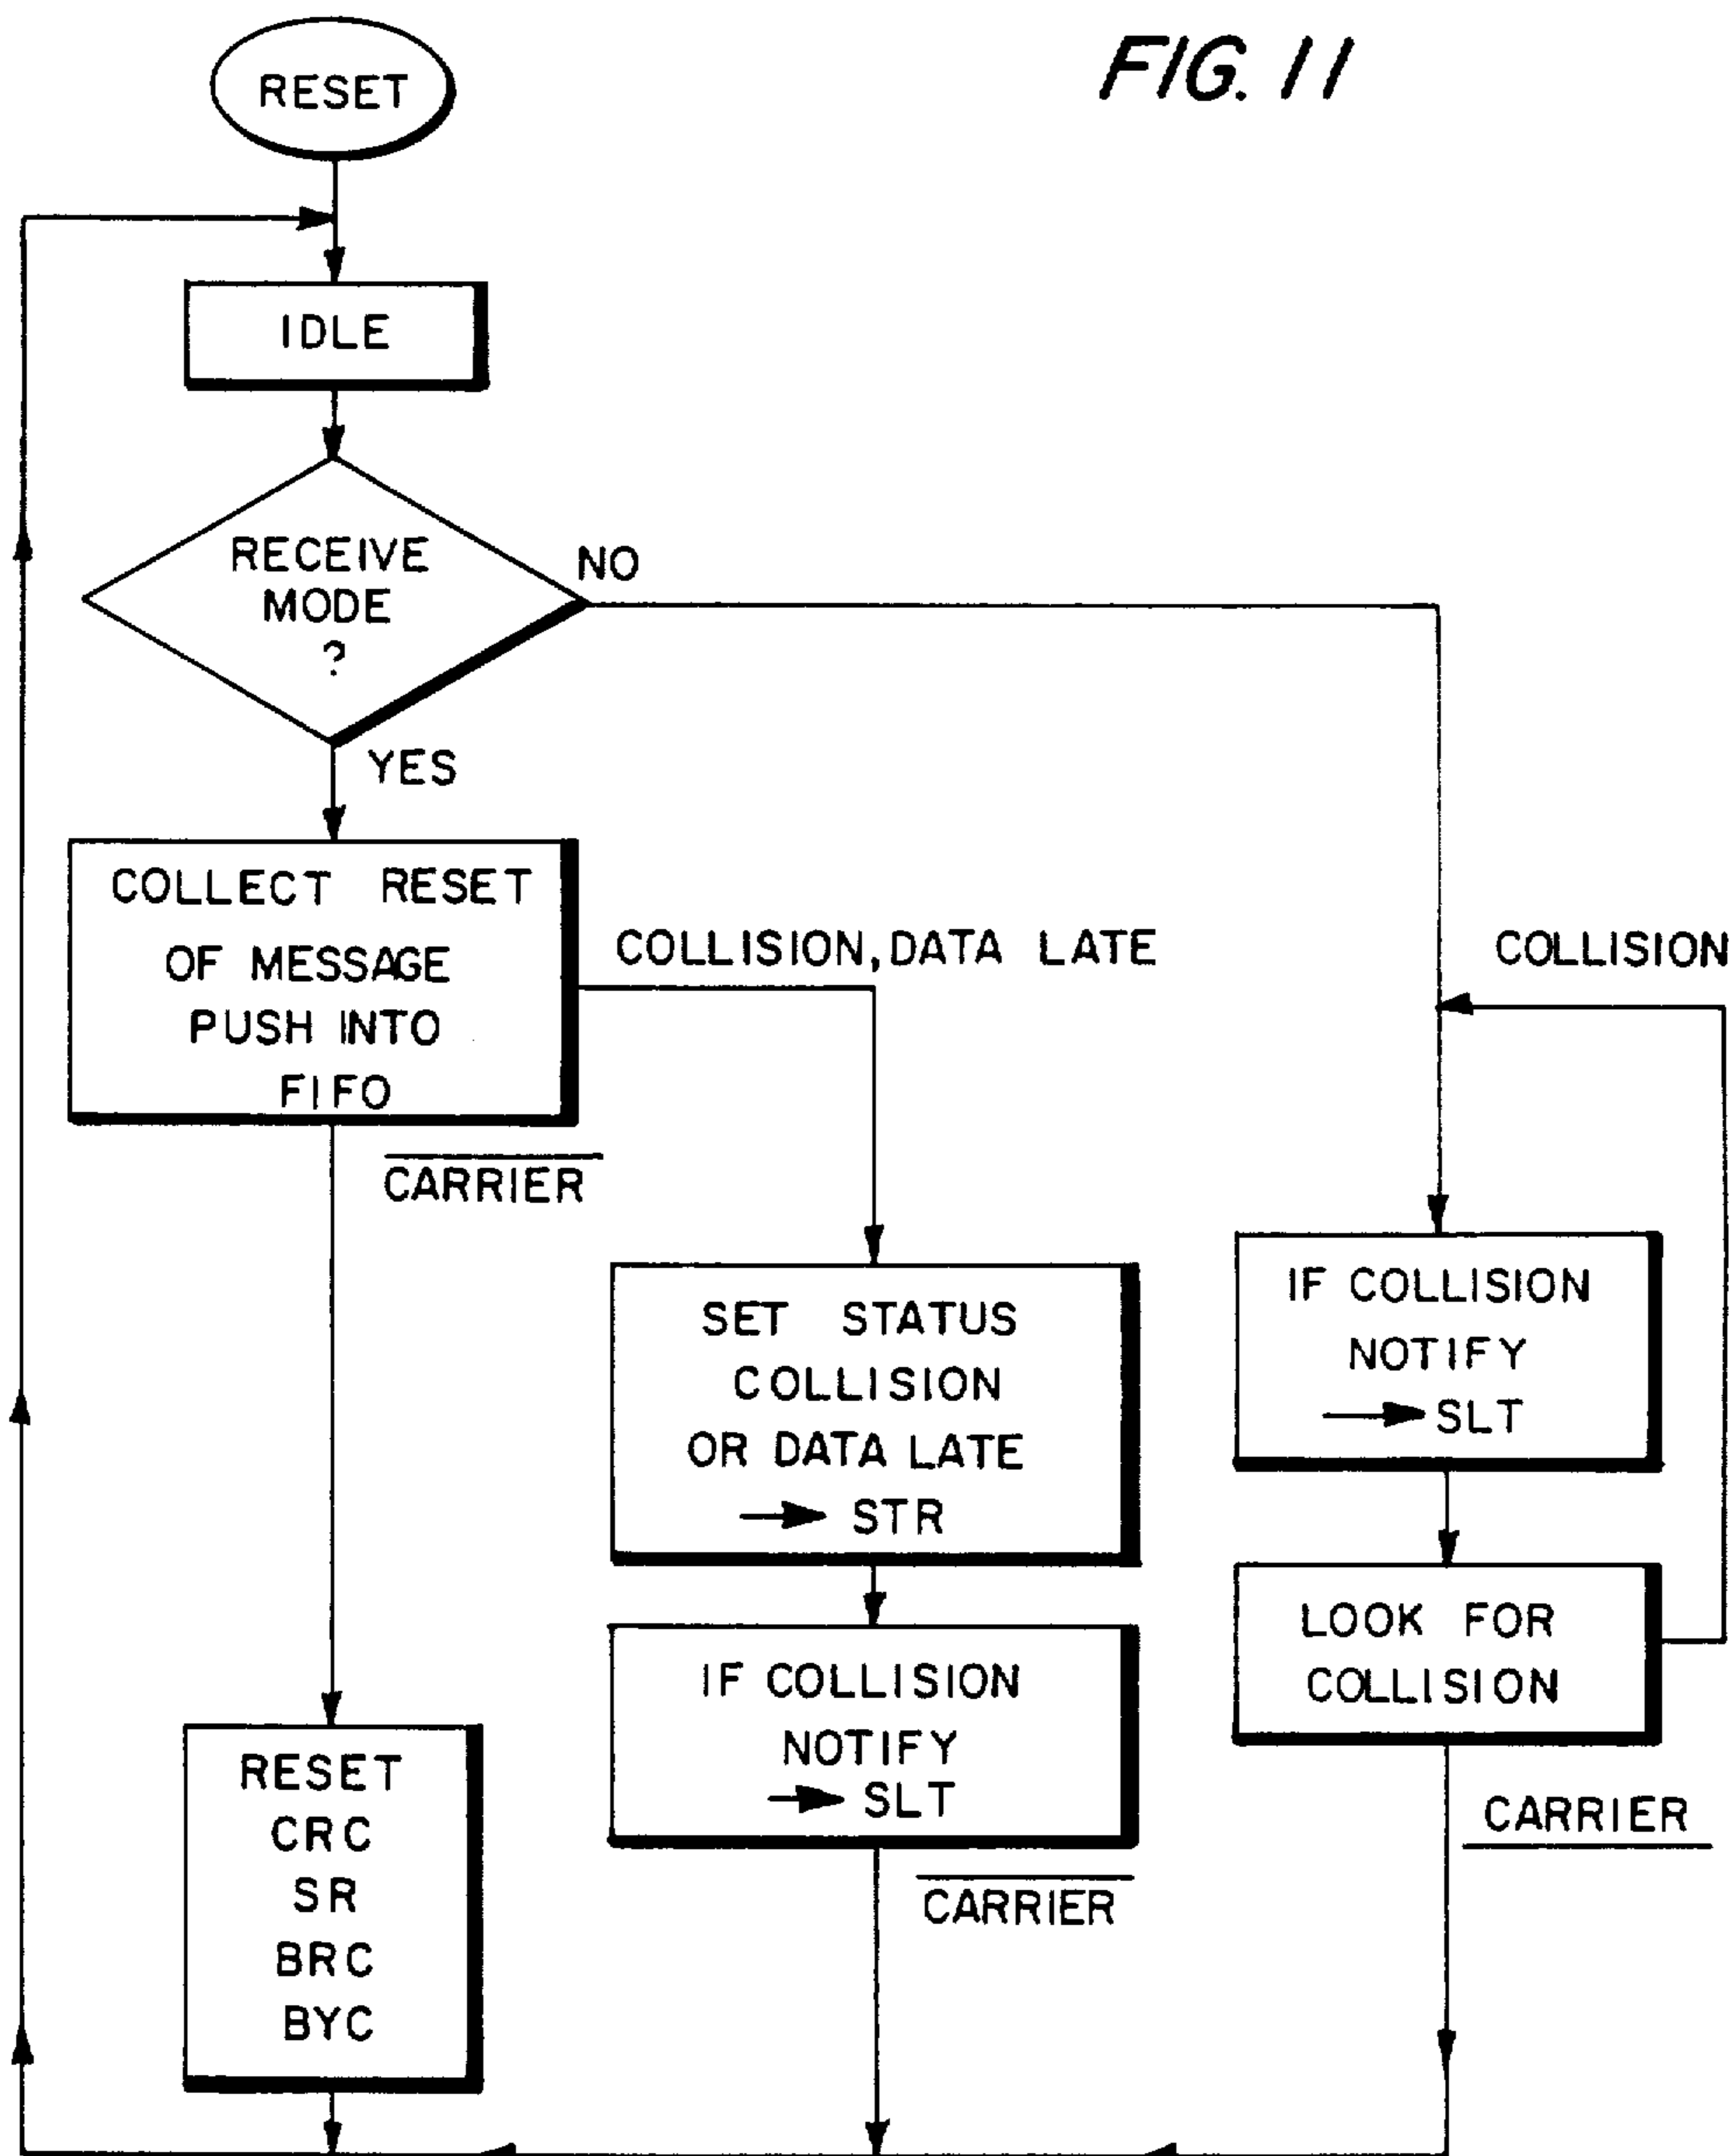 FIG. 11
RESET
IDLE
RECEIVE
MODE
?
NO
YES
COLLECT RESET
OF MESSAGE
PUSH INTO
FIFO
COLLISION, DATA LATE
COLLISION
CARRIER
SET STATUS
COLLISION
OR DATA LATE
→ STR
IF COLLISION
NOTIFY
→ SLT
IF COLLISION
NOTIFY
→ SLT
LOOK FOR
COLLISION
CARRIER
CARRIER
RESET
CRC
SR
BRC
BYC